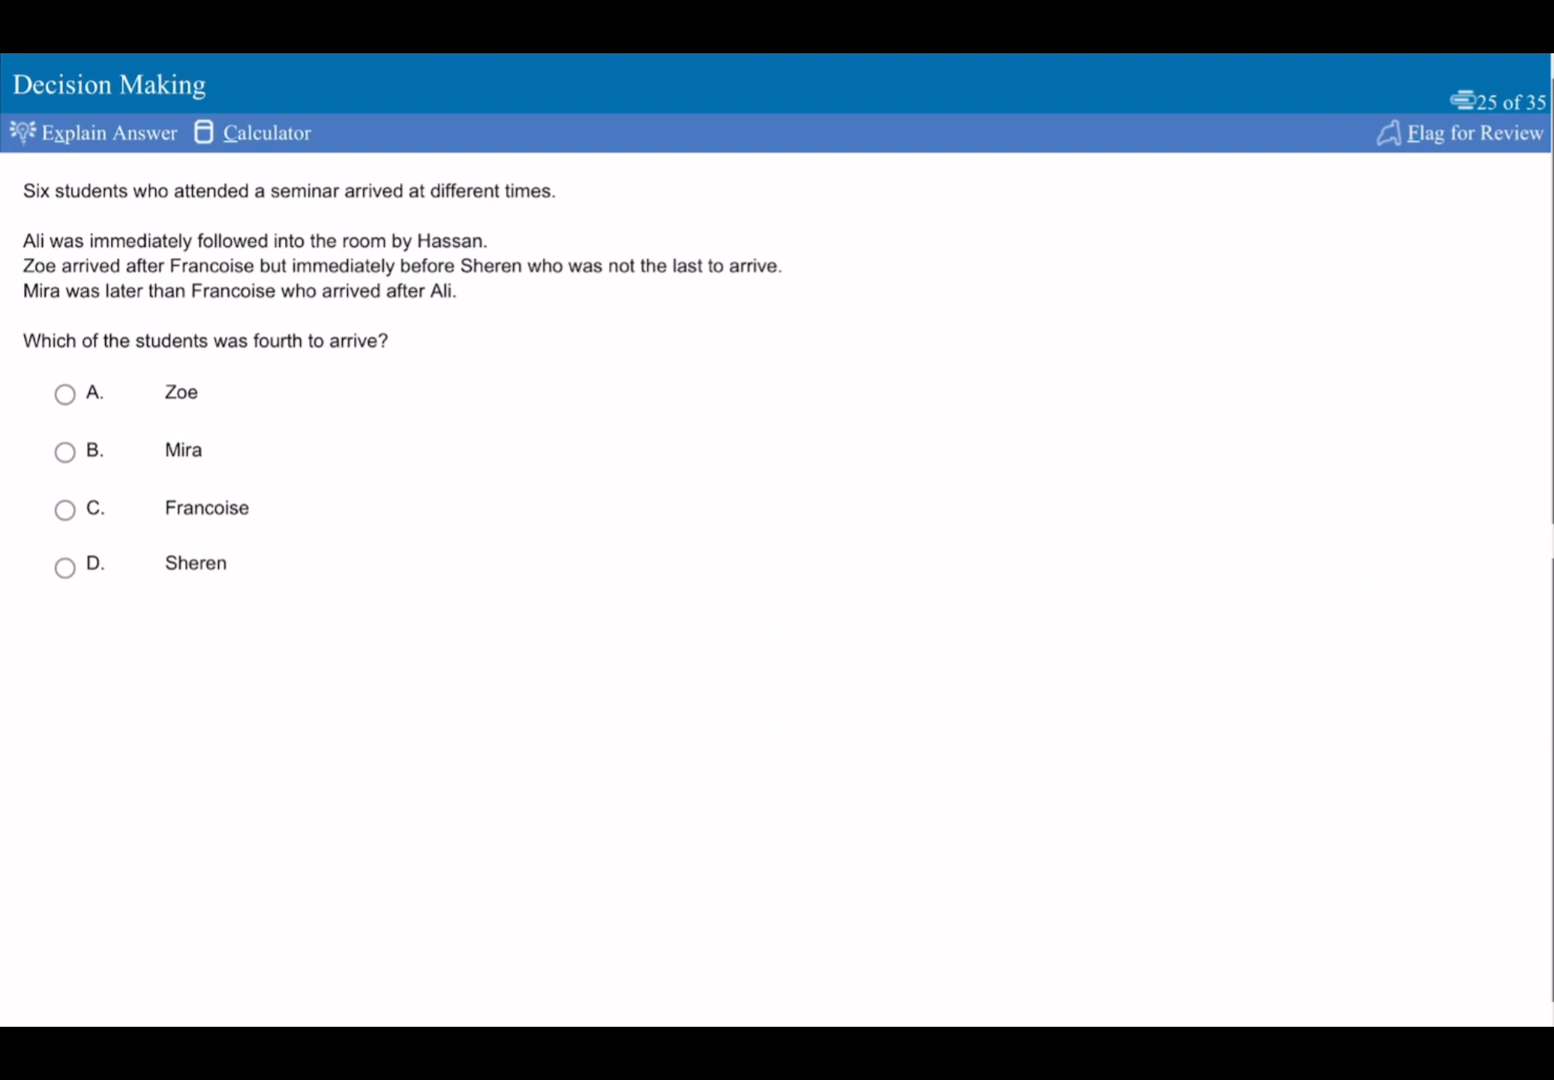 Decision Making
25 of 35
Explain Answer Calculator Flag for Review
Six students who attended a seminar arrived at different times.
Ali was immediately followed into the room by Hassan.
Zoe arrived after Francoise but immediately before Sheren who was not the last to arrive.
Mira was later than Francoise who arrived after Ali.
Which of the students was fourth to arrive?
A. Zoe
B. Mira
C. Francoise
D. Sheren